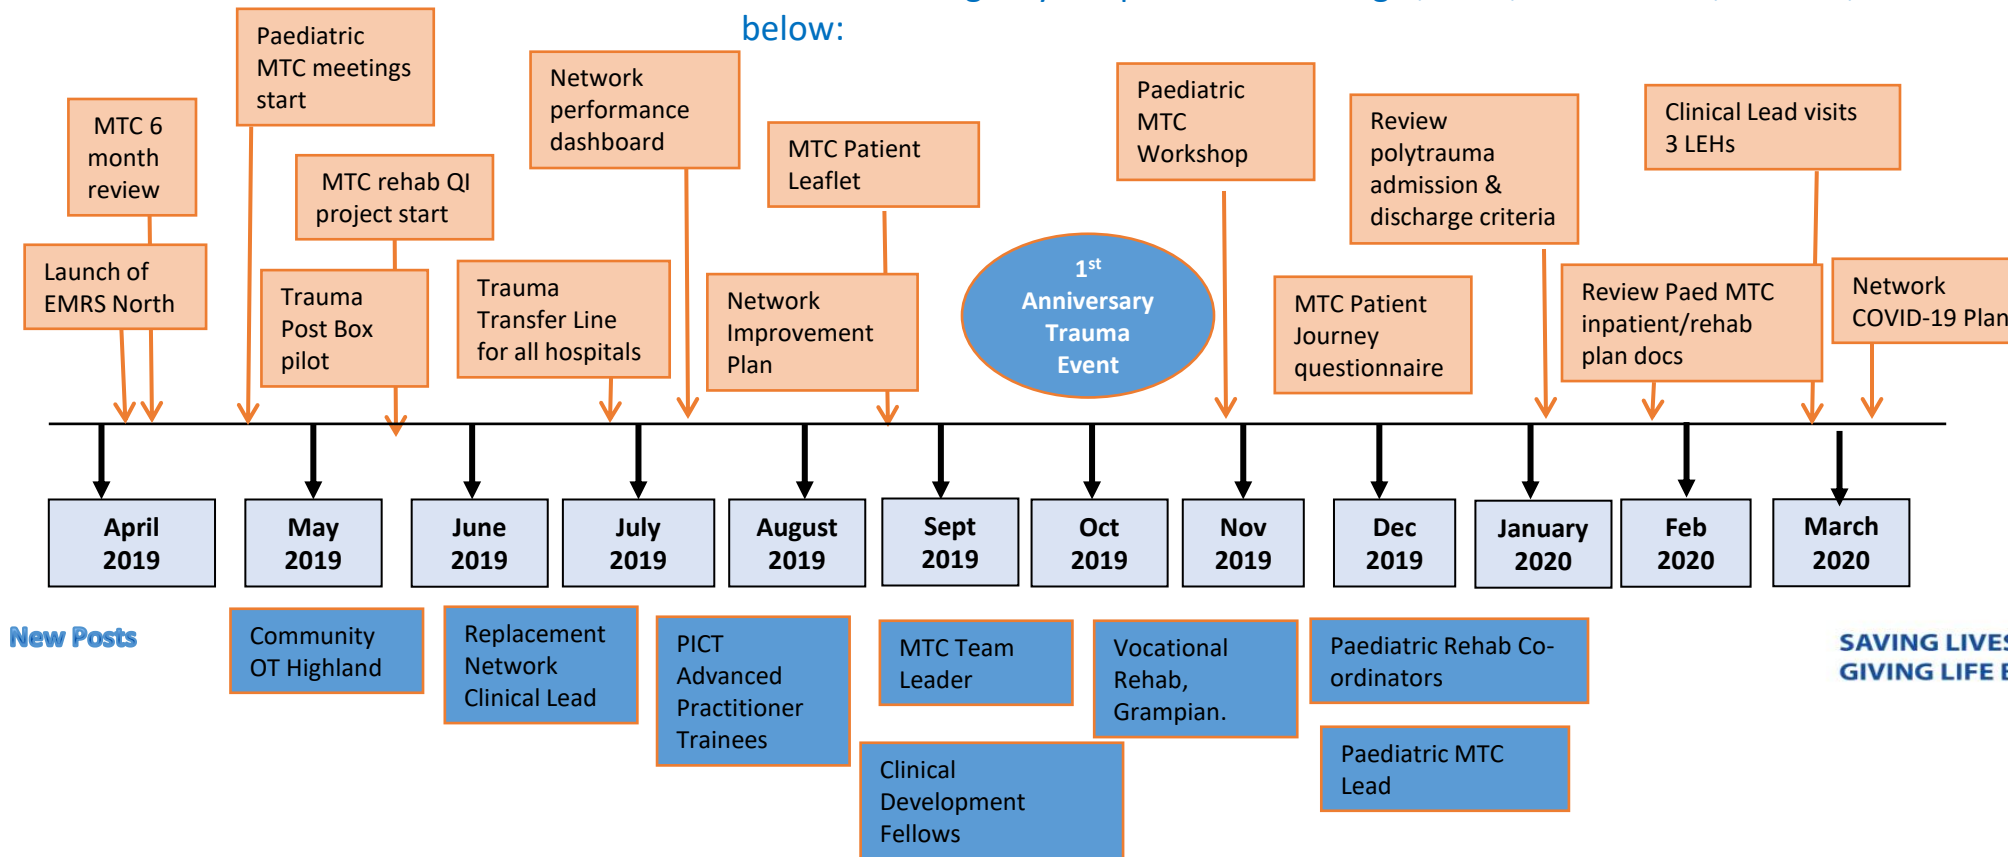 below:
Paediatric
MTC meetings
start
Network
performance
dashboard
Paediatric
MTC
Workshop
Review
polytrauma
admission &
discharge criteria
Clinical Lead visits
3 LEHs
MTC 6
month
review
MTC rehab QI
project start
MTC Patient
Leaflet
Launch of
EMRS North
Trauma
Post Box
pilot
Trauma
Transfer Line
for all hospitals
Network
Improvement
Plan
1st
Anniversary
Trauma
Event
MTC Patient
Journey
questionnaire
Review Paed MTC
inpatient/rehab
plan docs
Network
COVID-19 Plan
April
2019
May
2019
June
2019
July
2019
August
2019
Sept
2019
Oct
2019
Nov
2019
Dec
2019
January
2020
Feb
2020
March
2020
New Posts
Community
OT Highland
Replacement
Network
Clinical Lead
PICT
Advanced
Practitioner
Trainees
MTC Team
Leader
Clinical
Development
Fellows
Vocational
Rehab,
Grampian.
Paediatric Rehab Co-
ordinators
Paediatric MTC
Lead
SAVING LIVES
GIVING LIFE